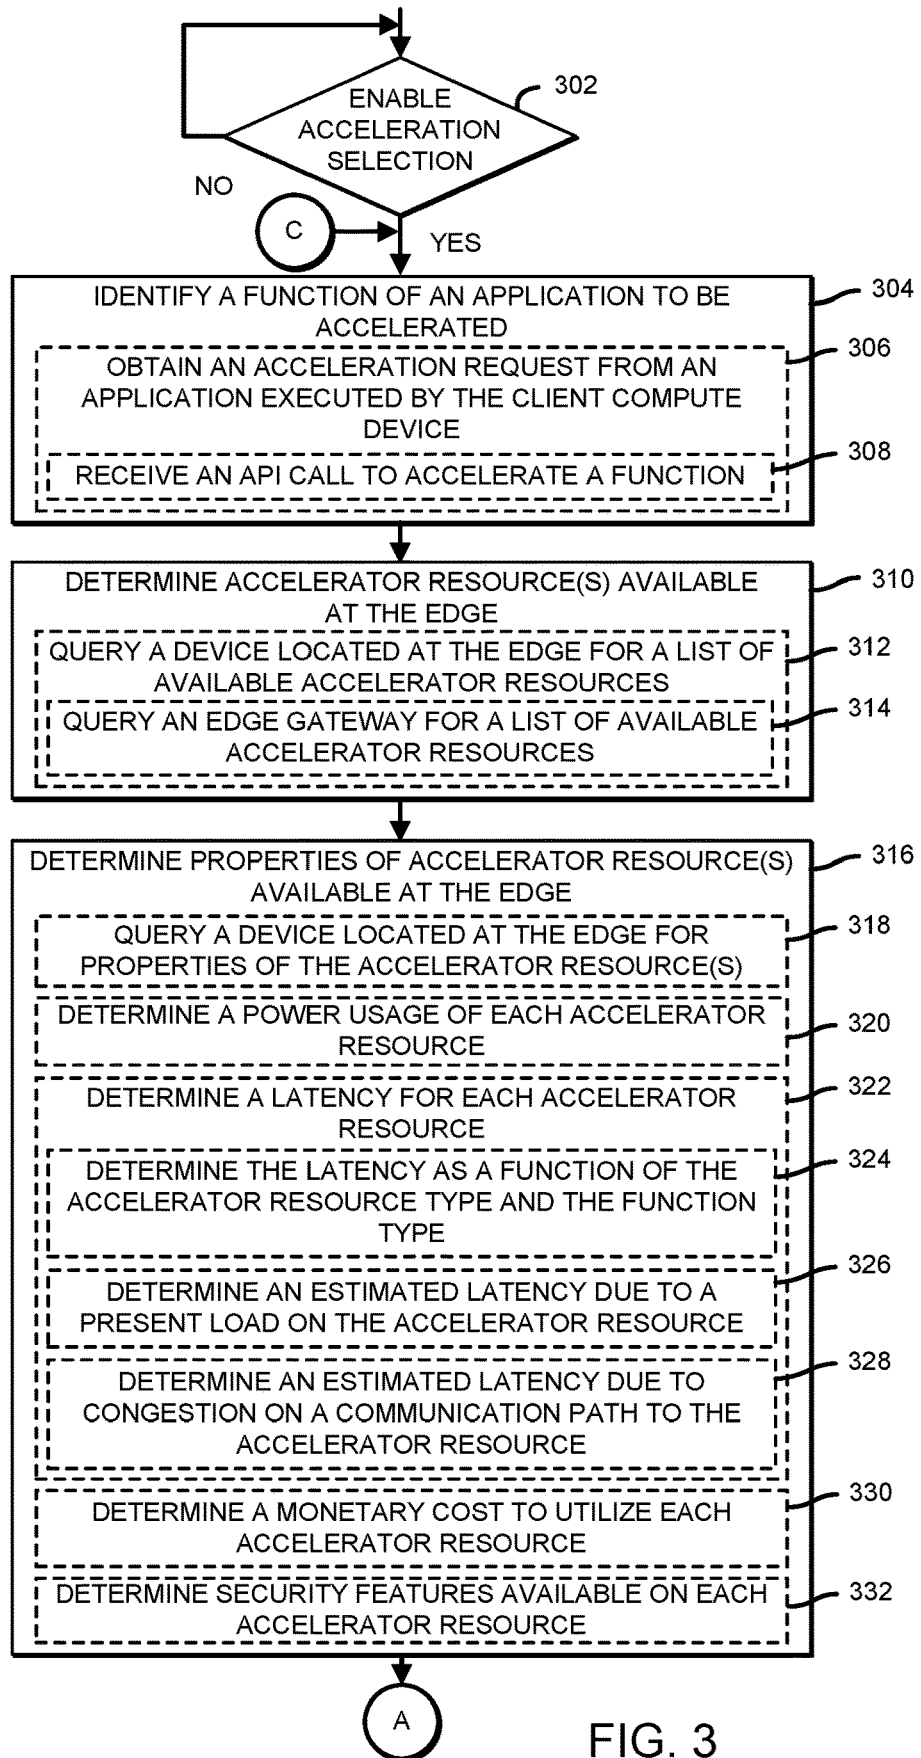 ENABLE
ACCELERATION
SELECTION
302
NO
C
YES
IDENTIFY A FUNCTION OF AN APPLICATION TO BE
ACCELERATED
304
OBTAIN AN ACCELERATION REQUEST FROM AN
APPLICATION EXECUTED BY THE CLIENT COMPUTE
DEVICE
306
RECEIVE AN API CALL TO ACCELERATE A FUNCTION
308
DETERMINE ACCELERATOR RESOURCE(S) AVAILABLE
AT THE EDGE
310
QUERY A DEVICE LOCATED AT THE EDGE FOR A LIST OF
AVAILABLE ACCELERATOR RESOURCES
312
QUERY AN EDGE GATEWAY FOR A LIST OF AVAILABLE
ACCELERATOR RESOURCES
314
DETERMINE PROPERTIES OF ACCELERATOR RESOURCE(S)
AVAILABLE AT THE EDGE
316
QUERY A DEVICE LOCATED AT THE EDGE FOR
PROPERTIES OF THE ACCELERATOR RESOURCE(S)
318
DETERMINE A POWER USAGE OF EACH ACCELERATOR
RESOURCE
320
DETERMINE A LATENCY FOR EACH ACCELERATOR
RESOURCE
322
DETERMINE THE LATENCY AS A FUNCTION OF THE
ACCELERATOR RESOURCE TYPE AND THE FUNCTION
TYPE
324
DETERMINE AN ESTIMATED LATENCY DUE TO A
PRESENT LOAD ON THE ACCELERATOR RESOURCE
326
DETERMINE AN ESTIMATED LATENCY DUE TO
CONGESTION ON A COMMUNICATION PATH TO THE
ACCELERATOR RESOURCE
328
DETERMINE A MONETARY COST TO UTILIZE EACH
ACCELERATOR RESOURCE
330
DETERMINE SECURITY FEATURES AVAILABLE ON EACH
ACCELERATOR RESOURCE
332
A
FIG. 3